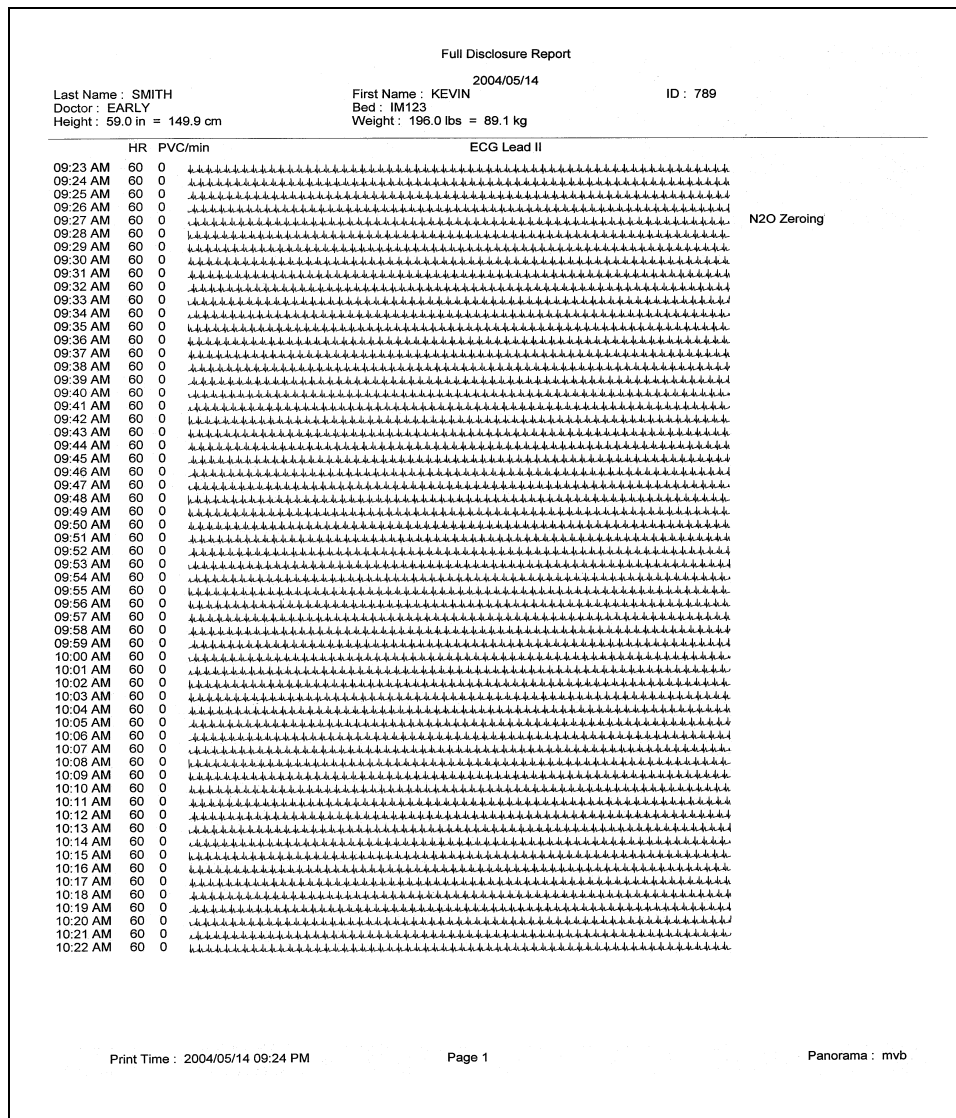 Full Disclosure Report
2004/05/14
Last Name : SMITH First Name : KEVIN ID : 789
Doctor : EARLY Bed : IM123
Height : 59.0 in = 149.9 cm Weight : 196.0 lbs = 89.1 kg
HR PVC/min ECG Lead II
09:23 AM 60 0
09:24 AM 60 0
09:25 AM 60 0
09:26 AM 60 0
09:27 AM 60 0 N2O Zeroing
09:28 AM 60 0
09:29 AM 60 0
09:30 AM 60 0
09:31 AM 60 0
09:32 AM 60 0
09:33 AM 60 0
09:34 AM 60 0
09:35 AM 60 0
09:36 AM 60 0
09:37 AM 60 0
09:38 AM 60 0
09:39 AM 60 0
09:40 AM 60 0
09:41 AM 60 0
09:42 AM 60 0
09:43 AM 60 0
09:44 AM 60 0
09:45 AM 60 0
09:46 AM 60 0
09:47 AM 60 0
09:48 AM 60 0
09:49 AM 60 0
09:50 AM 60 0
09:51 AM 60 0
09:52 AM 60 0
09:53 AM 60 0
09:54 AM 60 0
09:55 AM 60 0
09:56 AM 60 0
09:57 AM 60 0
09:58 AM 60 0
09:59 AM 60 0
10:00 AM 60 0
10:01 AM 60 0
10:02 AM 60 0
10:03 AM 60 0
10:04 AM 60 0
10:05 AM 60 0
10:06 AM 60 0
10:07 AM 60 0
10:08 AM 60 0
10:09 AM 60 0
10:10 AM 60 0
10:11 AM 60 0
10:12 AM 60 0
10:13 AM 60 0
10:14 AM 60 0
10:15 AM 60 0
10:16 AM 60 0
10:17 AM 60 0
10:18 AM 60 0
10:19 AM 60 0
10:20 AM 60 0
10:21 AM 60 0
10:22 AM 60 0
Print Time : 2004/05/14 09:24 PM Page 1 Panorama : mvb